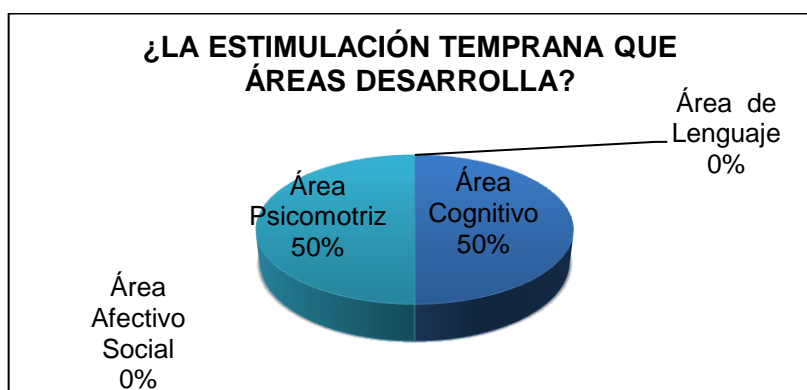 ¿LA ESTIMULACIÓN TEMPRANA QUE
ÁREAS DESARROLLA?
Área de
Lenguaje
0%
Área
Psicomotriz
50%
Área
Cognitivo
50%
Área
Afectivo
Social
0%